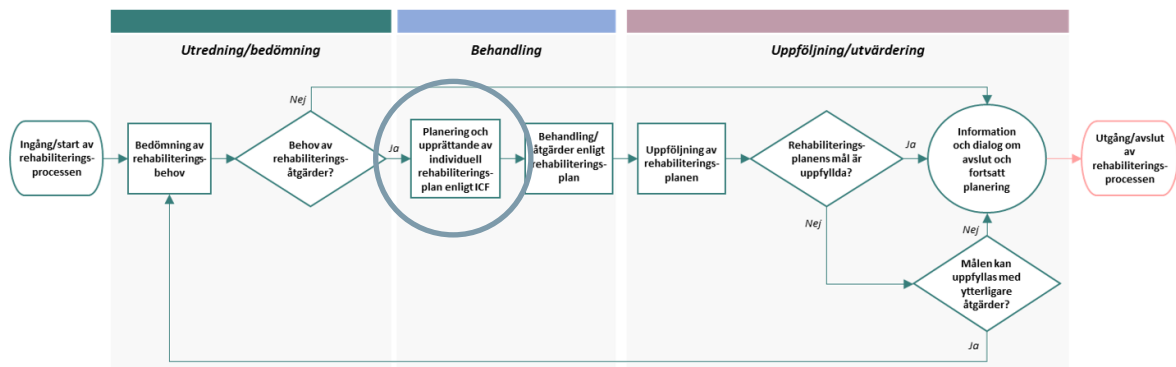 Utredning/bedömning
Behandling
Uppföljning/utvärdering
Ingång/start av
rehabiliterings-
processen
Bedömning av
rehabiliterings-
behov
Nej
Behov av
rehabiliterings-
åtgärder?
Ja
Planering och
upprättande av
individuell
rehabiliterings-
plan enligt ICF
Behandling/
åtgärder enligt
rehabiliterings-
plan
Uppföljning av
rehabiliterings-
planen
Rehabiliterings-
planens mål är
uppfyllda?
Ja
Nej
Information
och dialog om
avslut och
fortsatt
planering
Utgång/avslut
av
rehabiliterings-
processen
Nej
Målen kan
uppfyllas med
ytterligare
åtgärder?
Ja